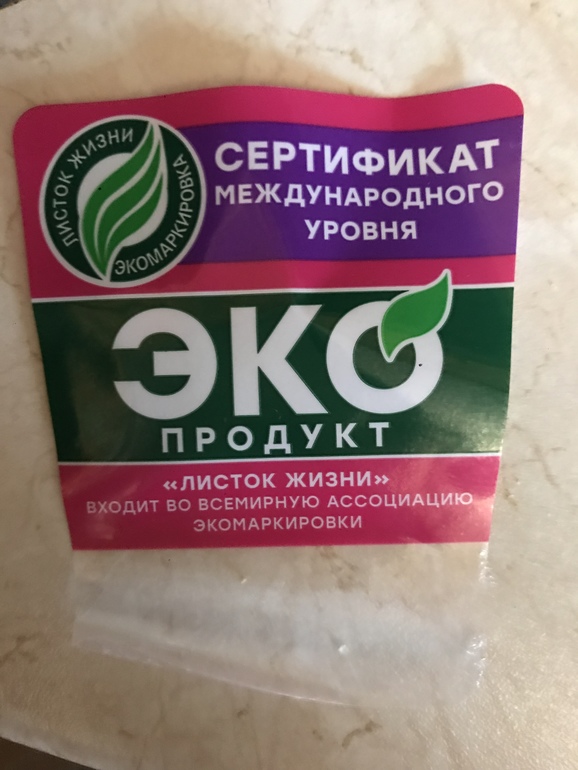 ЛИСТОК ЖИЗНИ
ЭКОМАРКИРОВКА
СЕРТИФИКАТ
МЕЖДУНАРОДНОГО
УРОВНЯ
ЭКО
ПРОДУКТ
«ЛИСТОК ЖИЗНИ»
ВХОДИТ ВО ВСЕМИРНУЮ АССОЦИАЦИЮ
ЭКОМАРКИРОВКИ